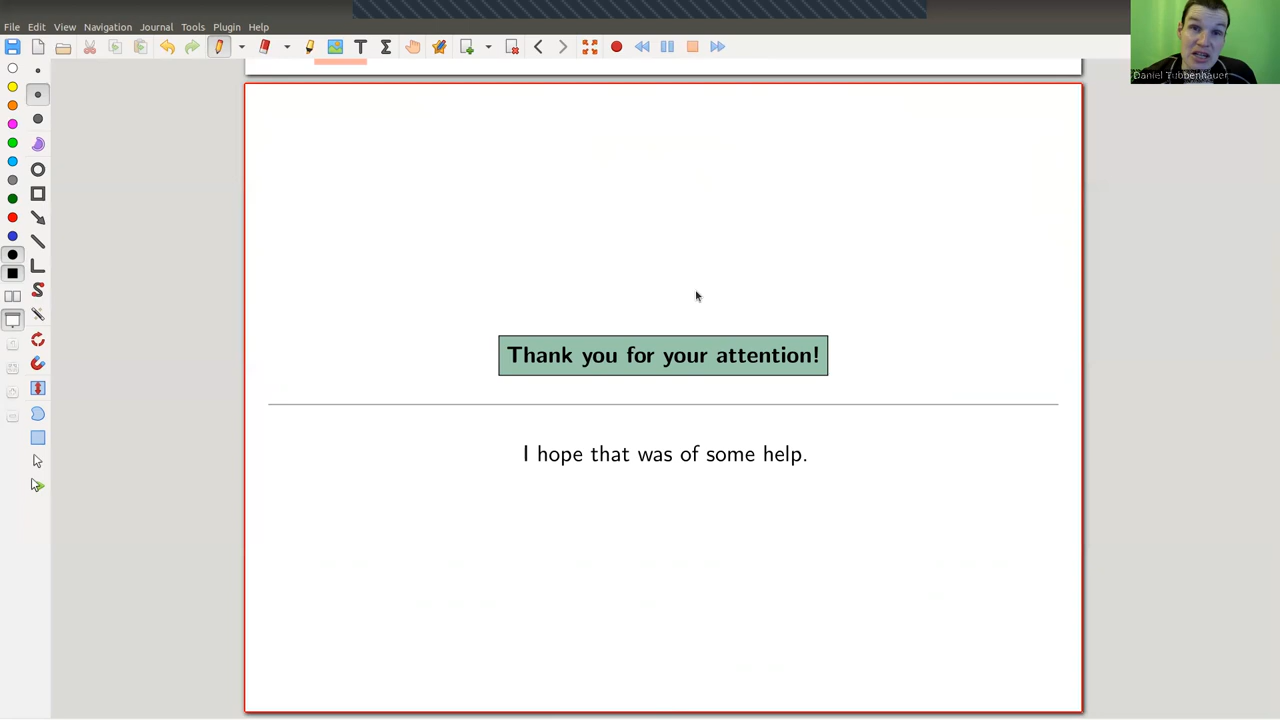 File Edit View Navigation Journal Tools Plugin Help
Daniel Tubbenhauer
Thank you for your attention!
I hope that was of some help.